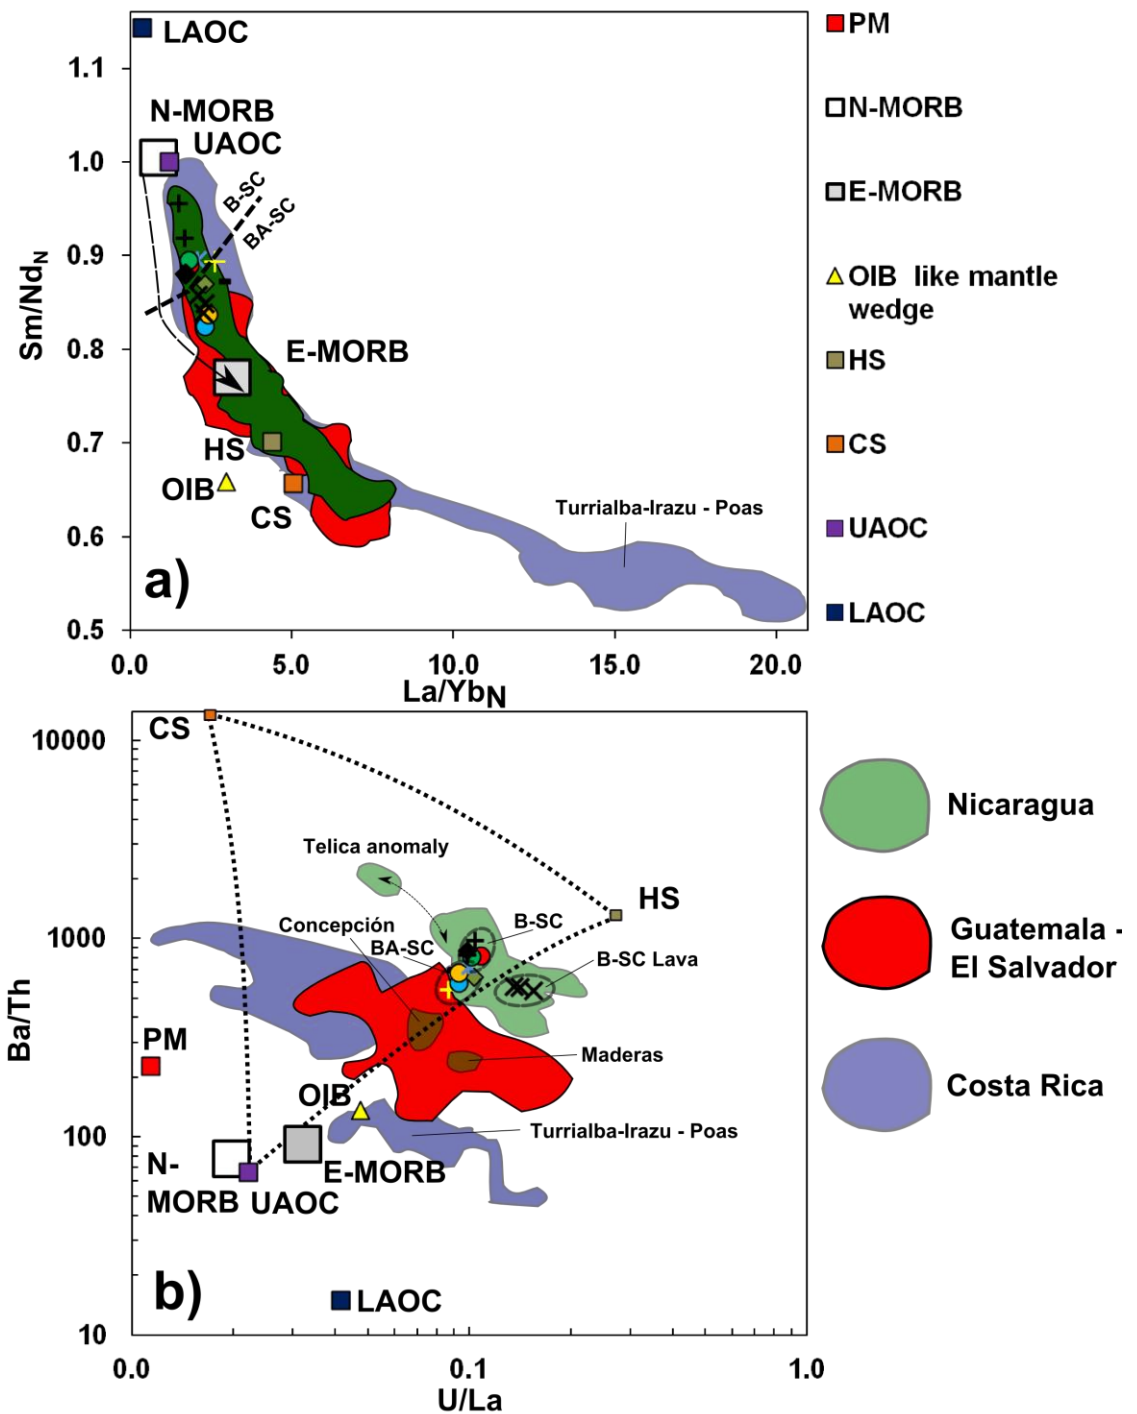 LAOC
1.1
N-MORB
UAOC
1.0
B-SC
BA-SC
0.9
0.8
Sm/NdN
E-MORB
0.7
HS
OIB
CS
Turrialba-Irazu - Poas
0.6
a)
0.5
0.0
5.0
10.0
15.0
20.0
La/YbN
PM
N-MORB
E-MORB
OIB like mantle
wedge
HS
CS
UAOC
LAOC
CS
10000
Telica anomaly
HS
Concepción
B-SC
BA-SC
1000
B-SC Lava
Ba/Th
PM
Maderas
OIB
Turrialba-Irazu - Poas
100
N-
MORB
UAOC
E-MORB
b)
LAOC
10
0.0
0.1
1.0
U/La
Nicaragua
Guatemala -
El Salvador
Costa Rica